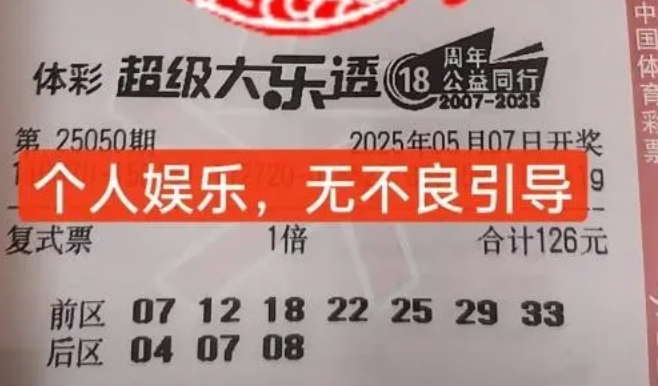 体彩 超级大乐透 18 周年 公益同行 2007-2025
第 25050期 2025年05月07日开奖
个人娱乐，无不良引导
复式票 1倍 合计126元
前区 07 12 18 22 25 29 33
后区 04 07 08
中国体育彩票